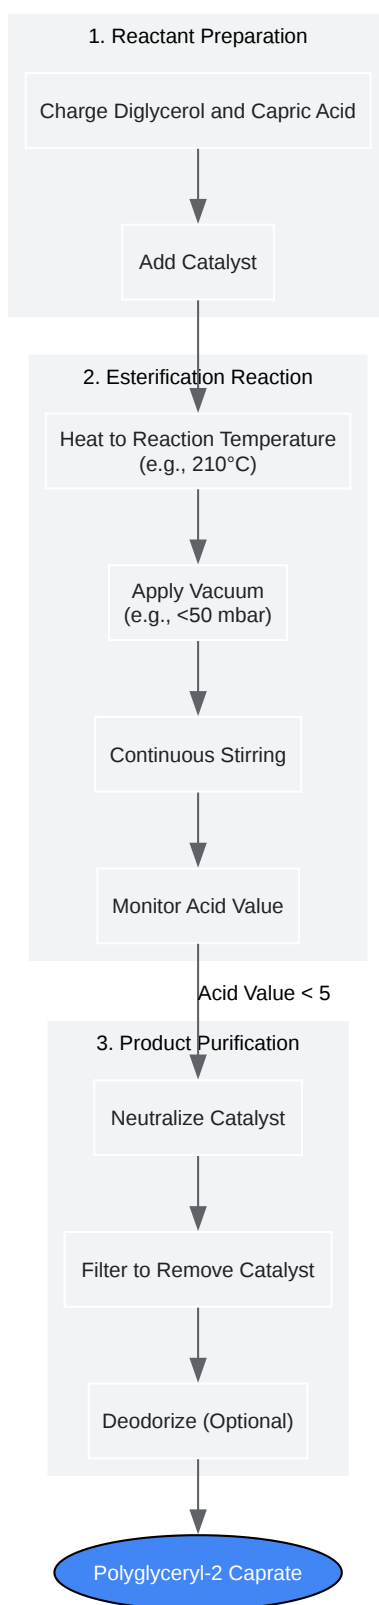 1. Reactant Preparation
Charge Diglycerol and Capric Acid
Add Catalyst
2. Esterification Reaction
Heat to Reaction Temperature
(e.g., 210°C)
Apply Vacuum
(e.g., <50 mbar)
Continuous Stirring
Monitor Acid Value
Acid Value < 5
3. Product Purification
Neutralize Catalyst
Filter to Remove Catalyst
Deodorize (Optional)
Polyglyceryl-2 Caprate